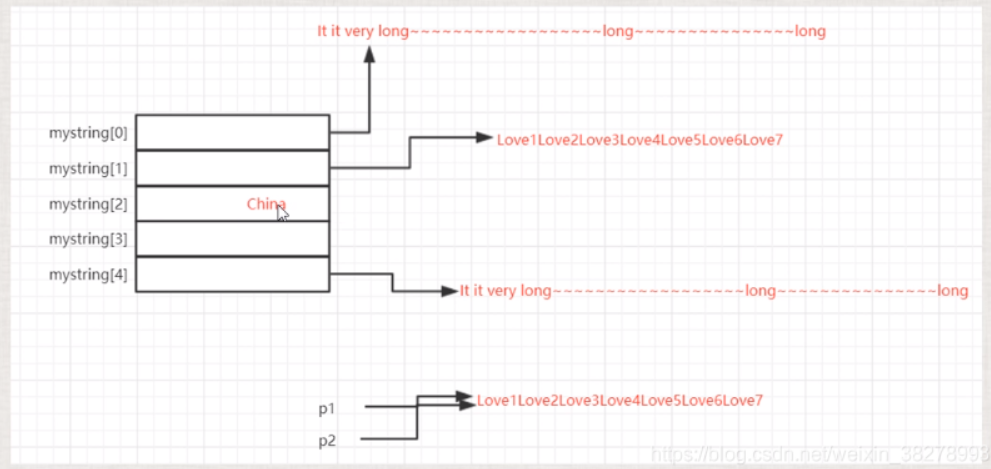 It it very long~~~~~~~~~~~~~~~~~~long~~~~~~~~~~~~~~~long
mystring[0]
Love1Love2Love3Love4Love5Love6Love7
mystring[1]
mystring[2] China
mystring[3]
mystring[4]
It it very long~~~~~~~~~~~~~~~~~~long~~~~~~~~~~~~~~~long
Love1Love2Love3Love4Love5Love6Love7
p1
p2
https://blog.csdn.net/weixin_38278993